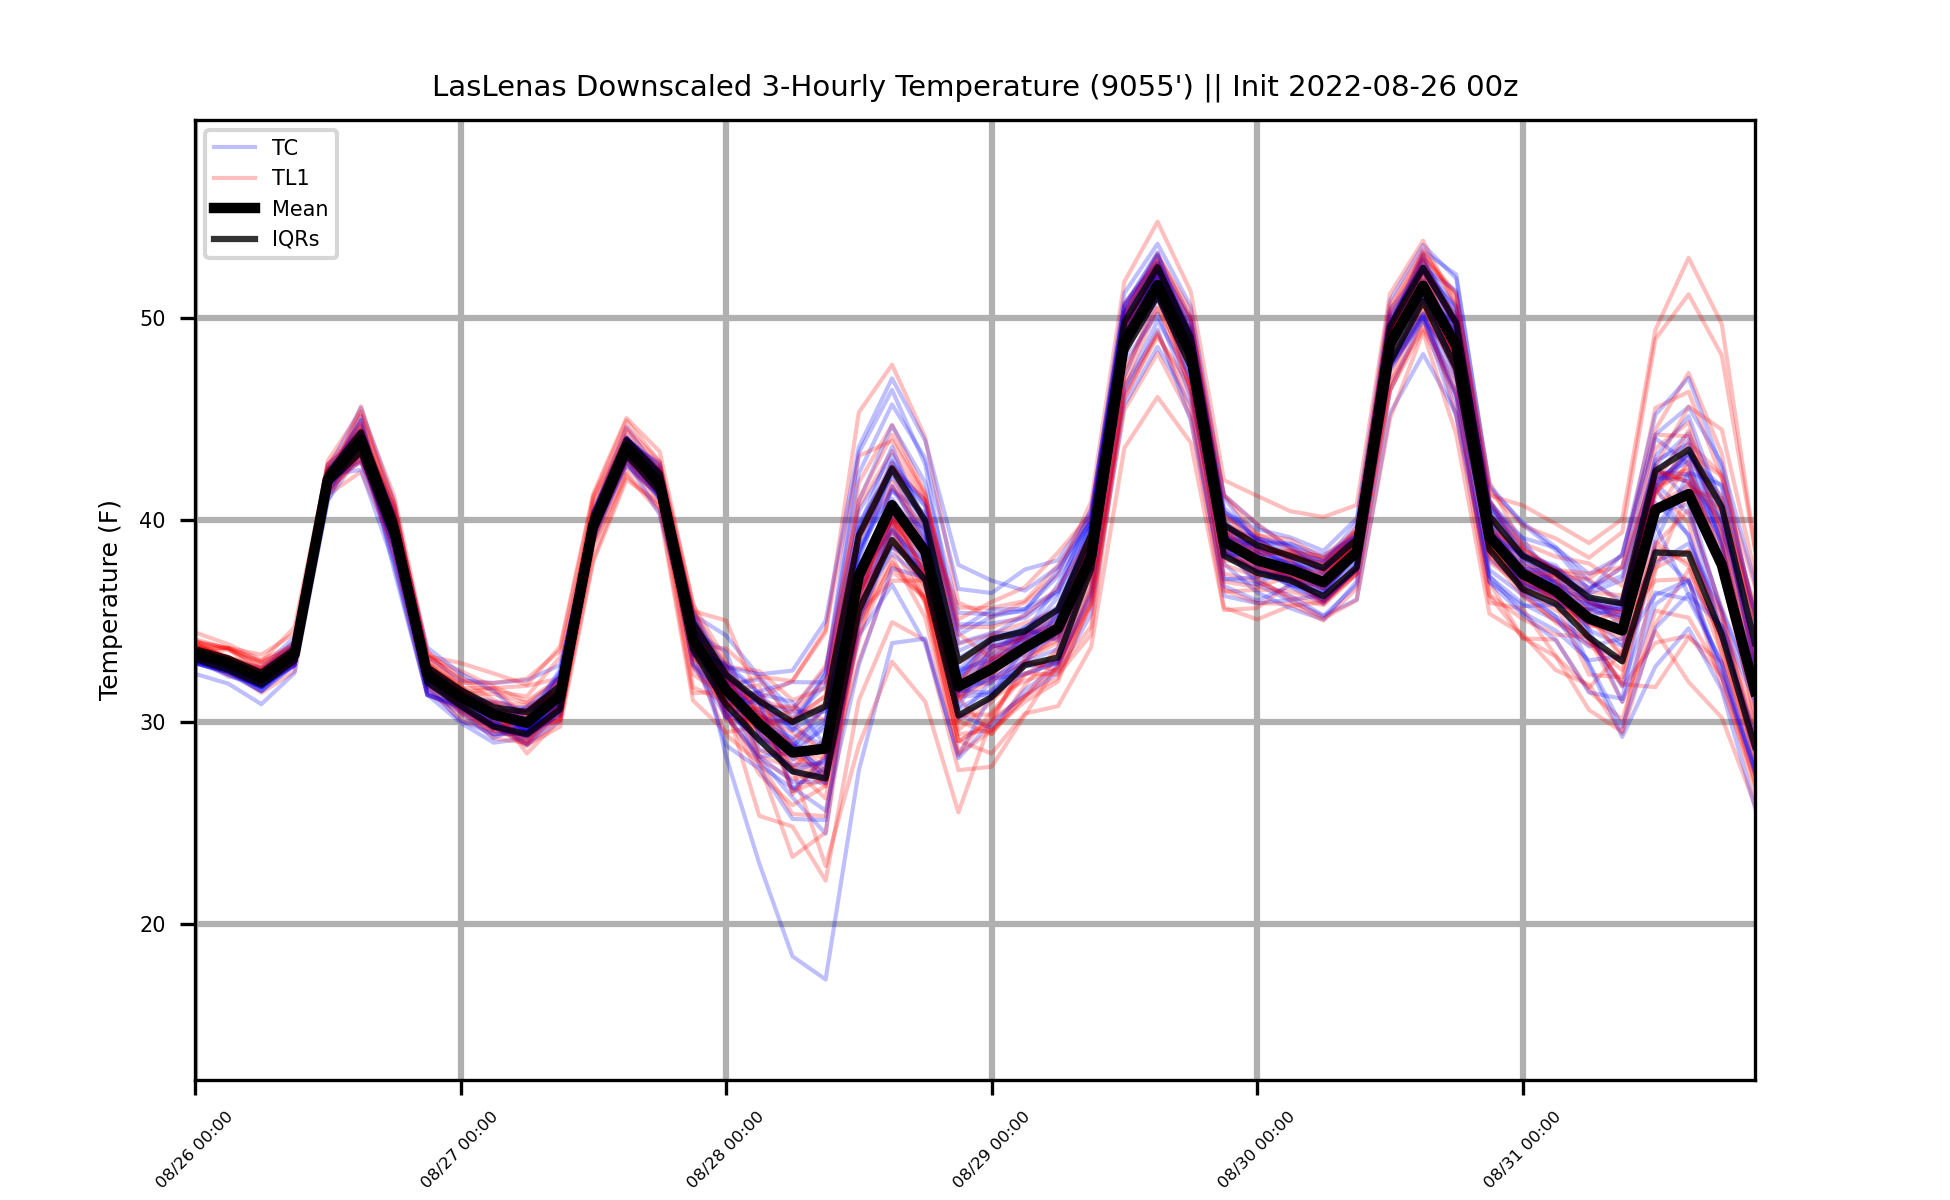 LasLenas Downscaled 3-Hourly Temperature (9055') || Init 2022-08-26 00z
TC
TL1
Mean
IQRs
Temperature (F)
50
40
30
20
08/26 00:00
08/27 00:00
08/28 00:00
08/29 00:00
08/30 00:00
08/31 00:00